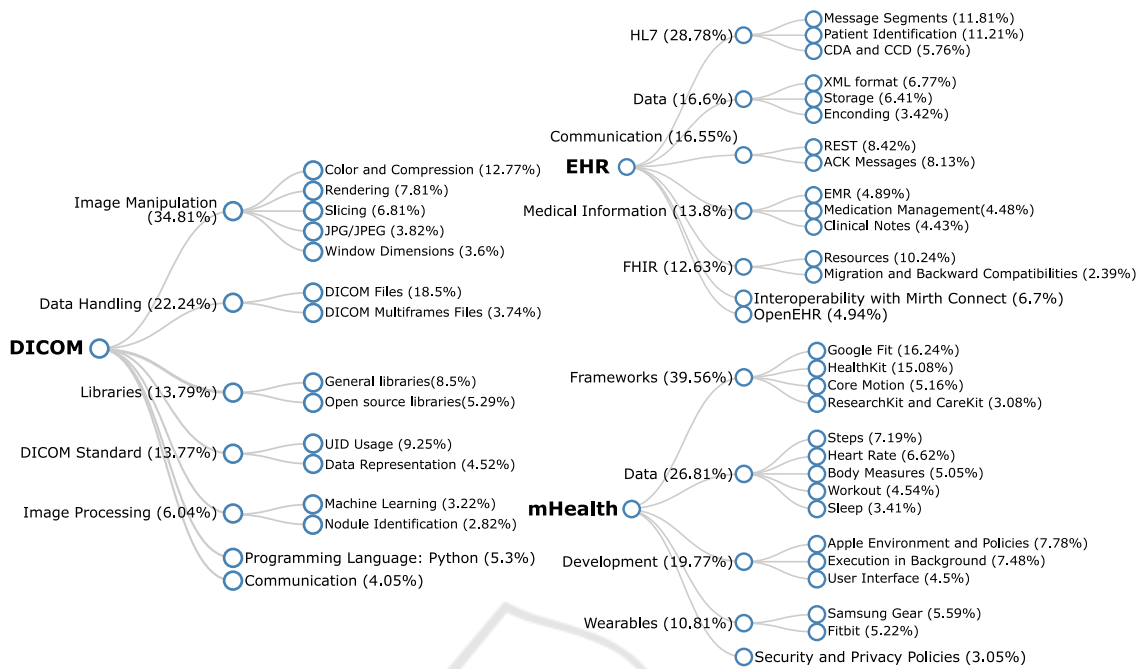 DICOM
Image Manipulation
(34.81%)
Color and Compression (12.77%)
Rendering (7.81%)
Slicing (6.81%)
JPG/JPEG (3.82%)
Window Dimensions (3.6%)
Data Handling (22.24%)
DICOM Files (18.5%)
DICOM Multiframes Files (3.74%)
Libraries (13.79%)
General libraries(8.5%)
Open source libraries(5.29%)
DICOM Standard (13.77%)
UID Usage (9.25%)
Data Representation (4.52%)
Image Processing (6.04%)
Machine Learning (3.22%)
Nodule Identification (2.82%)
Programming Language: Python (5.3%)
Communication (4.05%)
EHR
HL7 (28.78%)
Message Segments (11.81%)
Patient Identification (11.21%)
CDA and CCD (5.76%)
Data (16.6%)
XML format (6.77%)
Storage (6.41%)
Enconding (3.42%)
Communication (16.55%)
REST (8.42%)
ACK Messages (8.13%)
Medical Information (13.8%)
EMR (4.89%)
Medication Management(4.48%)
Clinical Notes (4.43%)
FHIR (12.63%)
Resources (10.24%)
Migration and Backward Compatibilities (2.39%)
Interoperability with Mirth Connect (6.7%)
OpenEHR (4.94%)
mHealth
Frameworks (39.56%)
Google Fit (16.24%)
HealthKit (15.08%)
Core Motion (5.16%)
ResearchKit and CareKit (3.08%)
Data (26.81%)
Steps (7.19%)
Heart Rate (6.62%)
Body Measures (5.05%)
Workout (4.54%)
Sleep (3.41%)
Development (19.77%)
Apple Environment and Policies (7.78%)
Execution in Background (7.48%)
User Interface (4.5%)
Wearables (10.81%)
Samsung Gear (5.59%)
Fitbit (5.22%)
Security and Privacy Policies (3.05%)